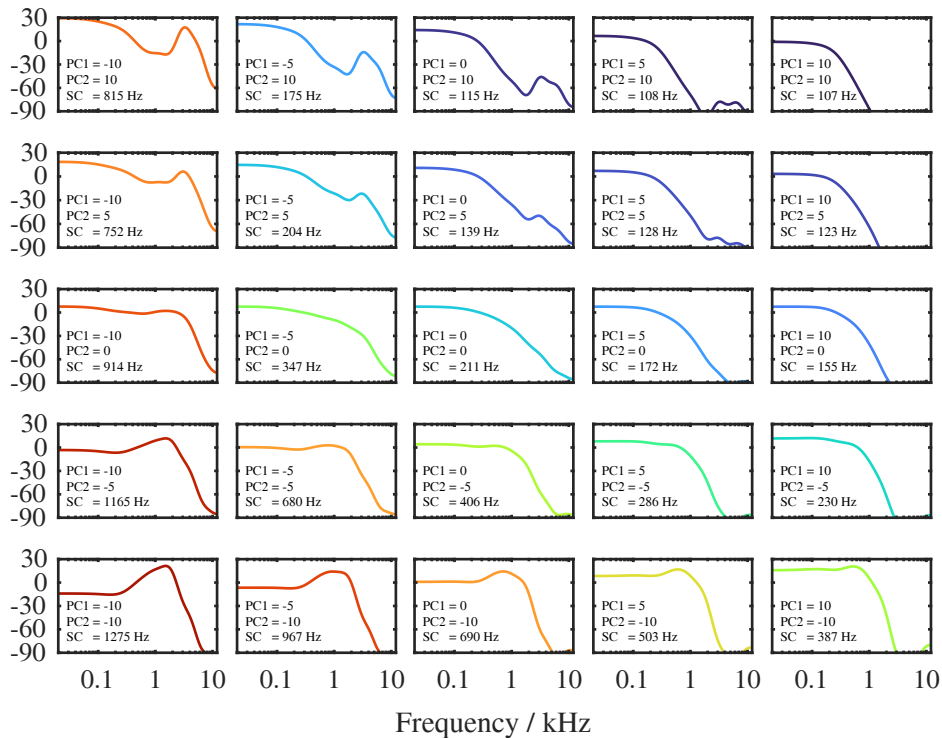 30
0
-30
-60
-90
PC1 = -10
PC2 = 10
SC = 815 Hz
PC1 = -5
PC2 = 10
SC = 175 Hz
PC1 = 0
PC2 = 10
SC = 115 Hz
PC1 = 5
PC2 = 10
SC = 108 Hz
PC1 = 10
PC2 = 10
SC = 107 Hz
30
0
-30
-60
-90
PC1 = -10
PC2 = 5
SC = 752 Hz
PC1 = -5
PC2 = 5
SC = 204 Hz
PC1 = 0
PC2 = 5
SC = 139 Hz
PC1 = 5
PC2 = 5
SC = 128 Hz
PC1 = 10
PC2 = 5
SC = 123 Hz
30
0
-30
-60
-90
PC1 = -10
PC2 = 0
SC = 914 Hz
PC1 = -5
PC2 = 0
SC = 347 Hz
PC1 = 0
PC2 = 0
SC = 211 Hz
PC1 = 5
PC2 = 0
SC = 172 Hz
PC1 = 10
PC2 = 0
SC = 155 Hz
30
0
-30
-60
-90
PC1 = -10
PC2 = -5
SC = 1165 Hz
PC1 = -5
PC2 = -5
SC = 680 Hz
PC1 = 0
PC2 = -5
SC = 406 Hz
PC1 = 5
PC2 = -5
SC = 286 Hz
PC1 = 10
PC2 = -5
SC = 230 Hz
30
0
-30
-60
-90
PC1 = -10
PC2 = -10
SC = 1275 Hz
PC1 = -5
PC2 = -10
SC = 967 Hz
PC1 = 0
PC2 = -10
SC = 690 Hz
PC1 = 5
PC2 = -10
SC = 503 Hz
PC1 = 10
PC2 = -10
SC = 387 Hz
0.1 1 10 0.1 1 10 0.1 1 10 0.1 1 10 0.1 1 10
Frequency / kHz